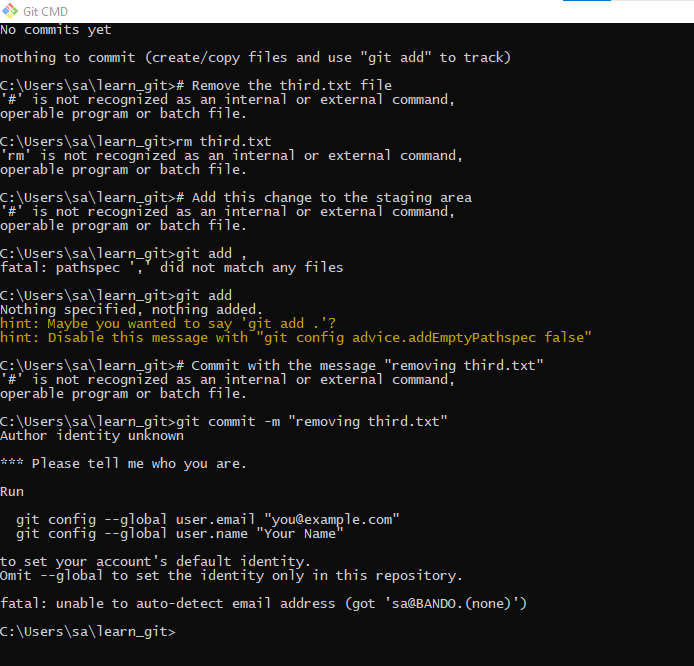 Git CMD
No commits yet
nothing to commit (create/copy files and use "git add" to track)
C:\Users\sa\learn_git># Remove the third.txt file
'#' is not recognized as an internal or external command,
operable program or batch file.
C:\Users\sa\learn_git>rm third.txt
'rm' is not recognized as an internal or external command,
operable program or batch file.
C:\Users\sa\learn_git># Add this change to the staging area
'#' is not recognized as an internal or external command,
operable program or batch file.
C:\Users\sa\learn_git>git add ,
fatal: pathspec ',' did not match any files
C:\Users\sa\learn_git>git add
Nothing specified, nothing added.
hint: Maybe you wanted to say 'git add .'?
hint: Disable this message with "git config advice.addEmptyPathspec false"
C:\Users\sa\learn_git># Commit with the message "removing third.txt"
'#' is not recognized as an internal or external command,
operable program or batch file.
C:\Users\sa\learn_git>git commit -m "removing third.txt"
Author identity unknown
*** Please tell me who you are.
Run
git config --global user.email "you@example.com"
git config --global user.name "Your Name"
to set your account's default identity.
Omit --global to set the identity only in this repository.
fatal: unable to auto-detect email address (got 'sa@BANDO.(none)')
C:\Users\sa\learn_git>